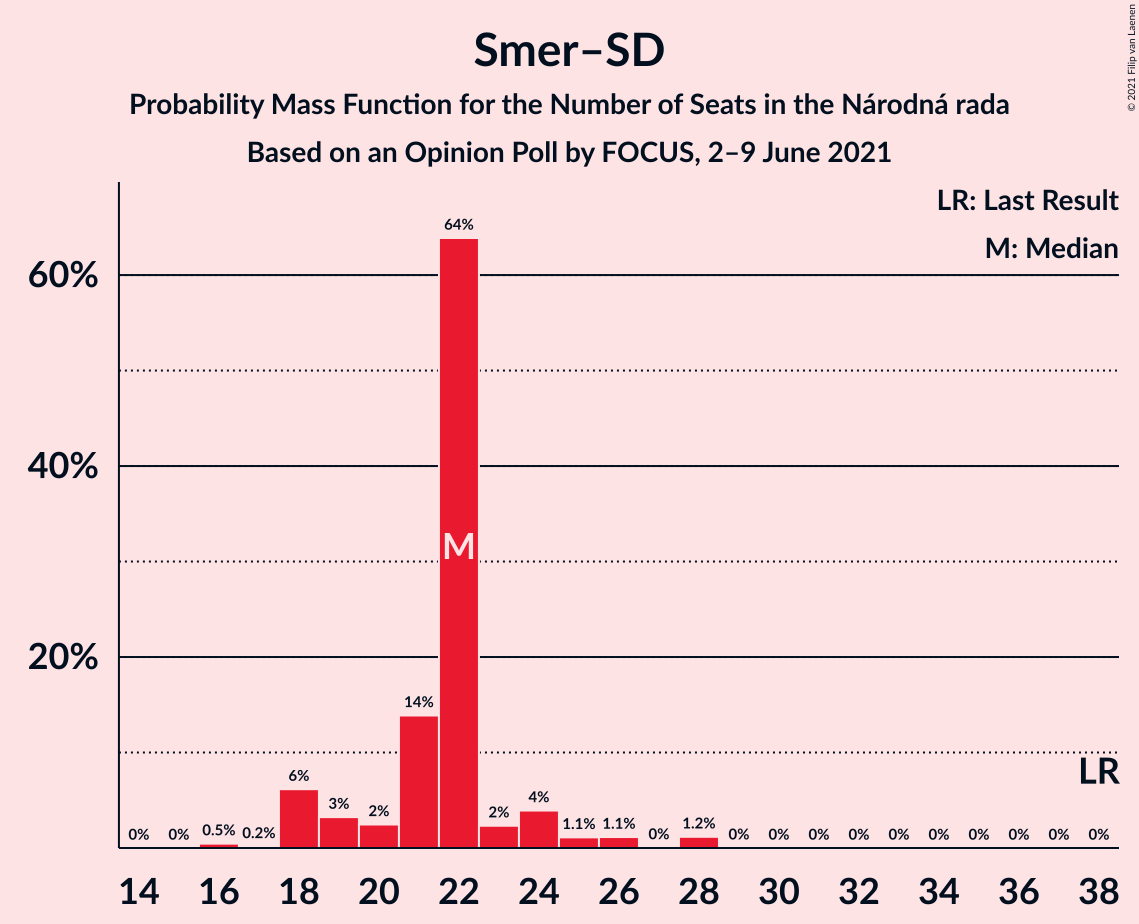 Smer–SD
Probability Mass Function for the Number of Seats in the Národná rada
Based on an Opinion Poll by FOCUS, 2–9 June 2021
© 2021 Filip van Laenen
LR: Last Result
M: Median
60%
40%
20%
0% 0% 0.5% 0.2% 6% 3% 2% 14% 64% 2% 4% 1.1% 1.1% 0% 1.2% 0% 0% 0% 0% 0% 0% 0% 0% 0% 0%
M
LR
14 16 18 20 22 24 26 28 30 32 34 36 38